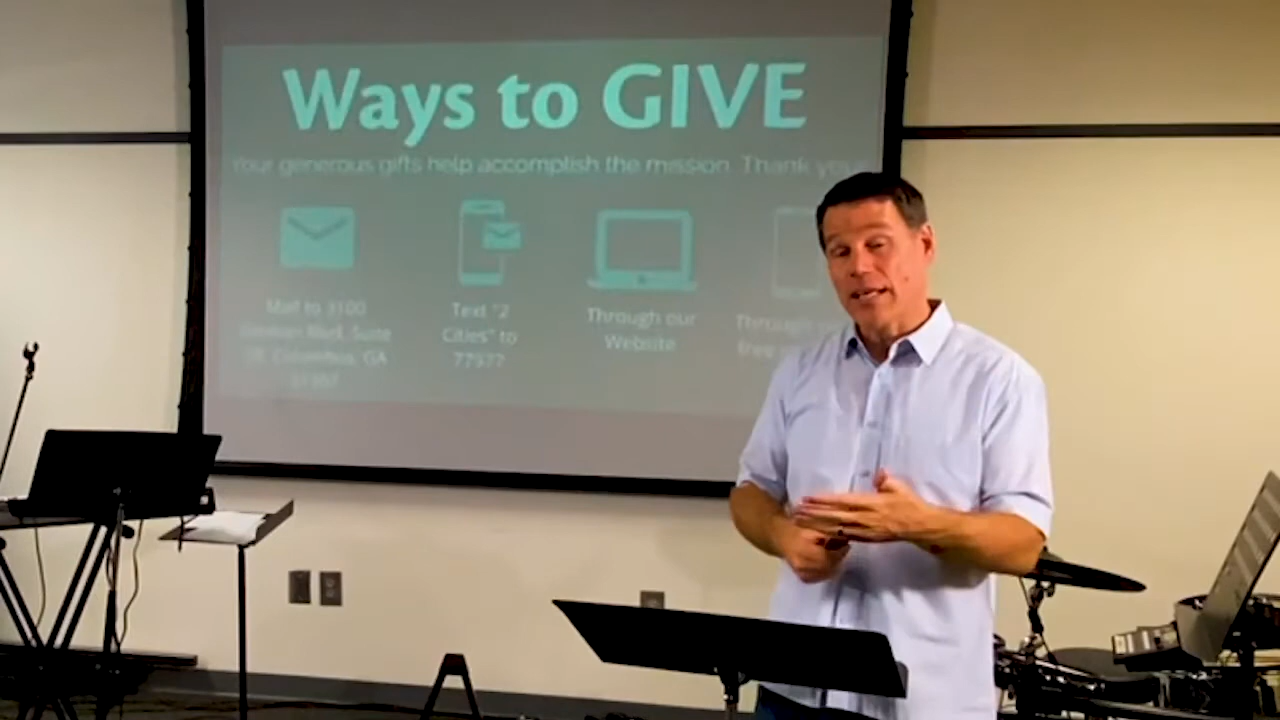 Ways to GIVE
Your generous gifts help accomplish the mission. Thank you
Mail to 3100
Suite
Columbus, GA
Text "2
Cities" to
77977
Through our
Website
Through
free